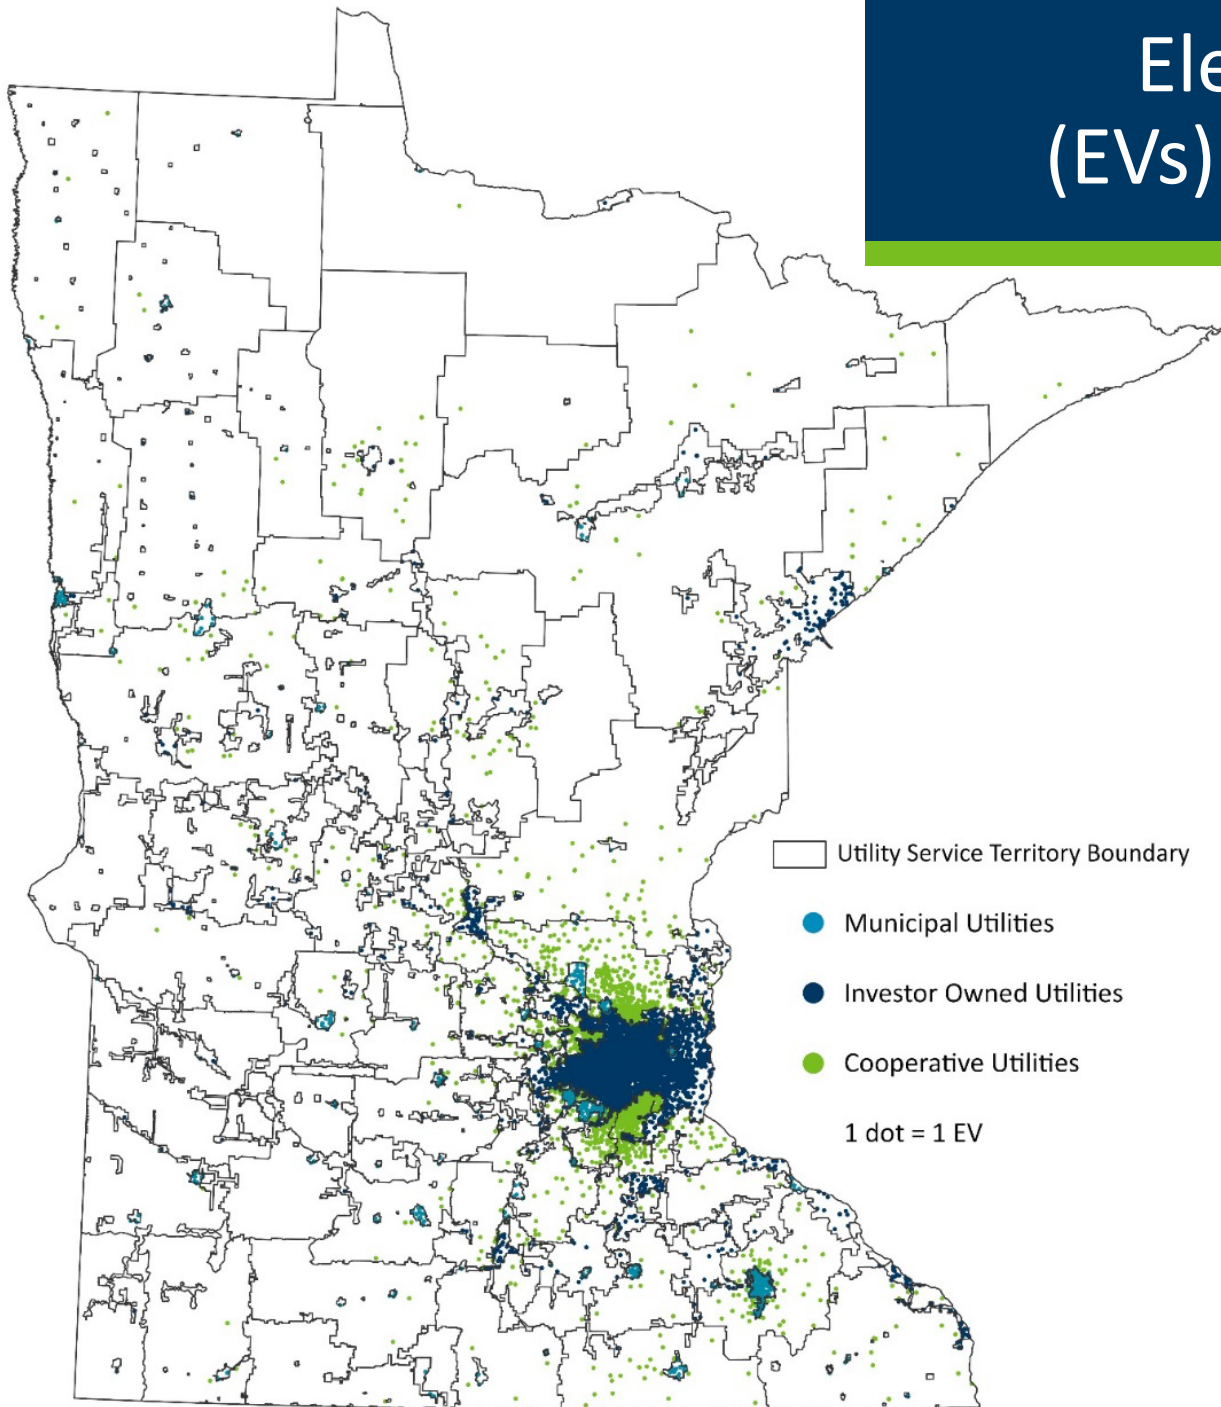 Ele
(EVs)
Utility Service Territory Boundary
Municipal Utilities
Investor Owned Utilities
Cooperative Utilities
1 dot = 1 EV